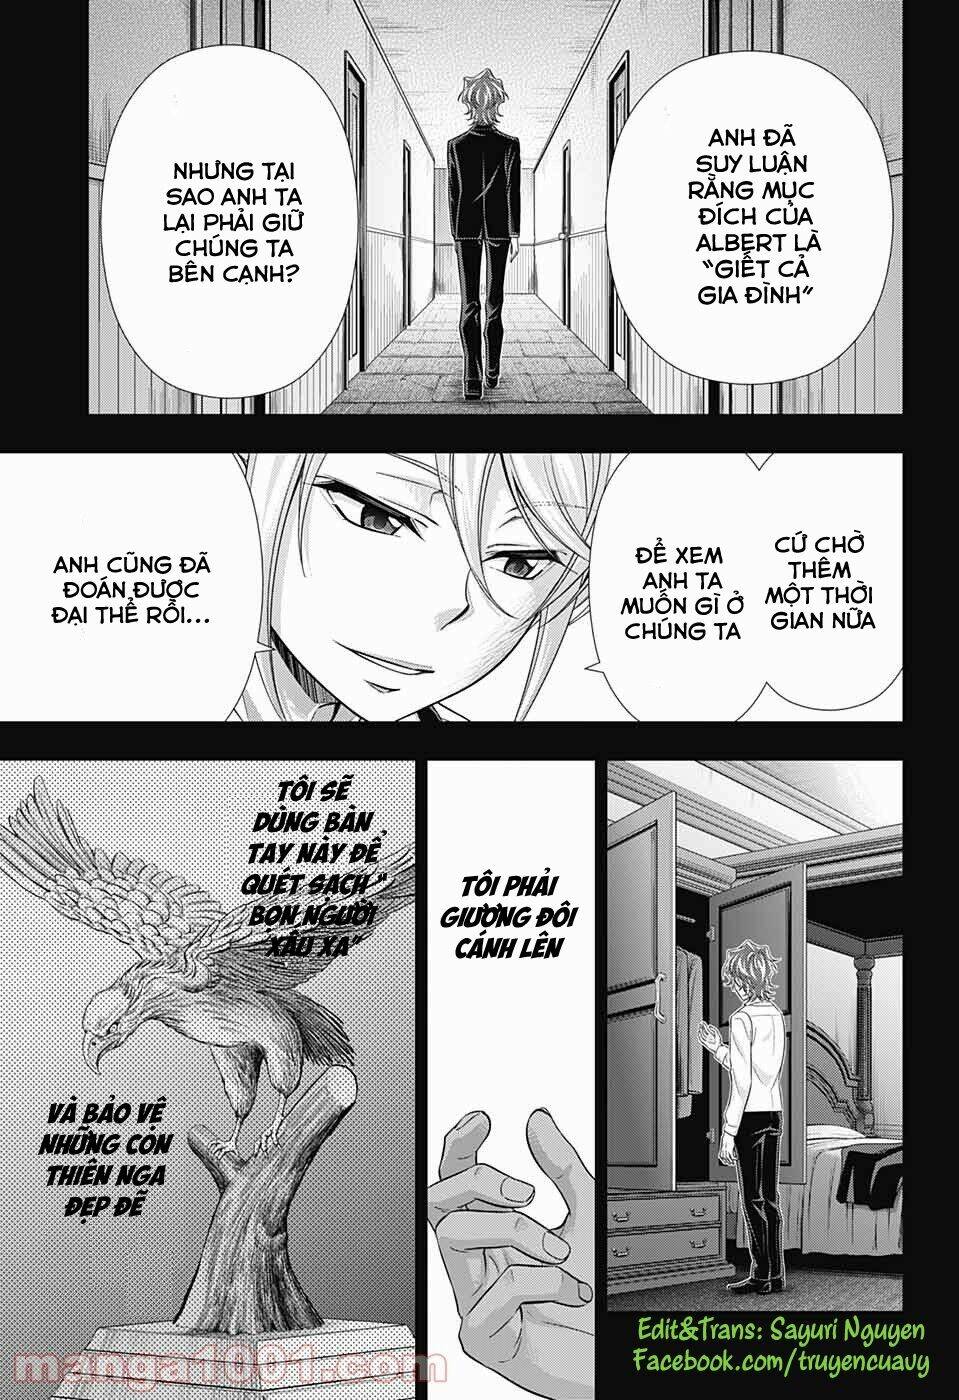 ANH ĐÃ
SUY LUẬN
RẰNG MỤC
ĐÍCH CỦA
ALBERT LÀ
“GIẾT CẢ
GIA ĐÌNH”
NHƯNG TẠI
SAO ANH TA
LẠI PHẢI GIỮ
CHÚNG TA
BÊN CẠNH?
CỨ CHỜ
THÊM
MỘT THỜI
GIAN NỮA
ĐỂ XEM
ANH TA
MUỐN GÌ Ở
CHÚNG TA
ANH CŨNG ĐÃ
ĐOÁN ĐƯỢC
ĐẠI THỂ RỒI...
TÔI PHẢI
GIƯƠNG ĐÔI
CÁNH LÊN
TÔI SẼ
DÙNG BÀN
TAY NÀY ĐỂ
QUÉT SẠCH “
BỌN NGƯỜI
XẤU XA”
VÀ BẢO VỆ
NHỮNG CON
THIÊN NGA
ĐẸP ĐẼ
Edit&Trans: Sayuri Nguyen
Facebook.com/truyencuavy
manga1001.com